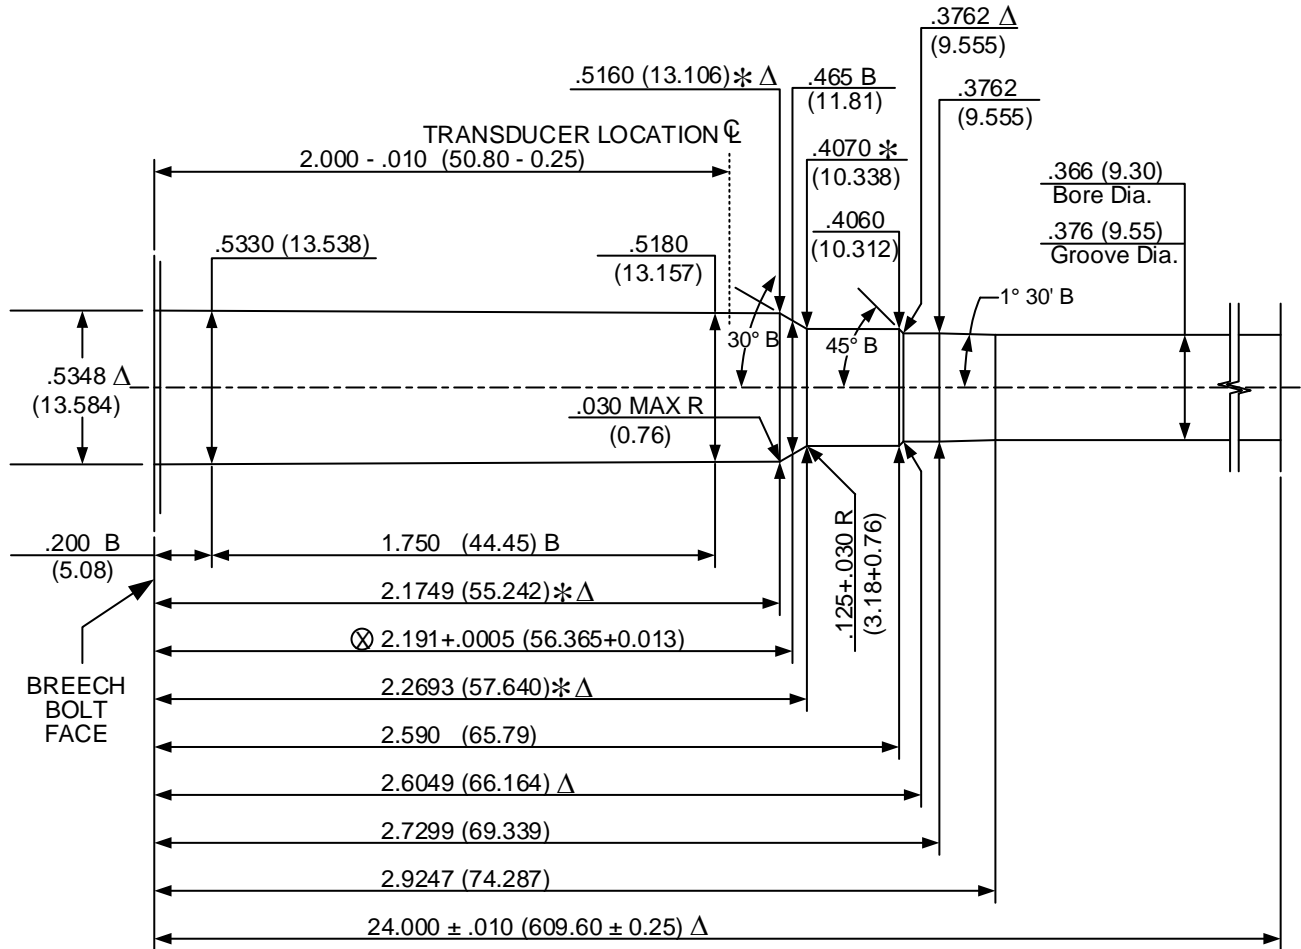 .3762 Δ
(9.555)
.5160 (13.106)✻ Δ
.465 B
(11.81)
.3762
(9.555)
TRANSDUCER LOCATION ℄
2.000 - .010 (50.80 - 0.25)
.4070 ✻
(10.338)
.366 (9.30)
Bore Dia.
.5330 (13.538)
.5180
(13.157)
.4060
(10.312)
.376 (9.55)
Groove Dia.
1° 30' B
30° B
45° B
.5348 Δ
(13.584)
.030 MAX R
(0.76)
.200 B
(5.08)
1.750 (44.45) B
.125+.030 R
(3.18+0.76)
2.1749 (55.242)✻ Δ
⊗ 2.191+.0005 (56.365+0.013)
BREECH
BOLT
FACE
2.2693 (57.640)✻ Δ
2.590 (65.79)
2.6049 (66.164) Δ
2.7299 (69.339)
2.9247 (74.287)
24.000 ± .010 (609.60 ± 0.25) Δ